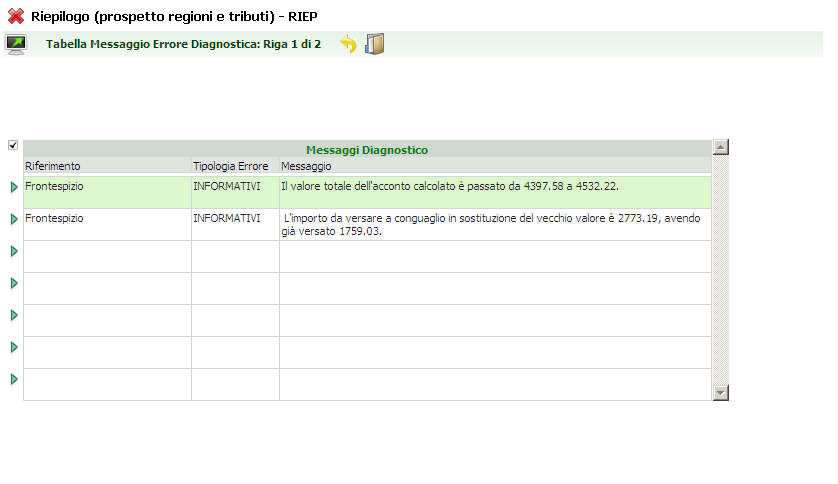 Riepilogo (prospetto regioni e tributi) - RIEP
Tabella Messaggio Errore Diagnostica: Riga 1 di 2
Messaggi Diagnostico
Riferimento Tipologia Errore Messaggio
Frontespizio INFORMATIVI Il valore totale dell'acconto calcolato è passato da 4397.58 a 4532.22.
Frontespizio INFORMATIVI L'importo da versare a conguaglio in sostituzione del vecchio valore è 2773.19, avendo
già versato 1759.03.